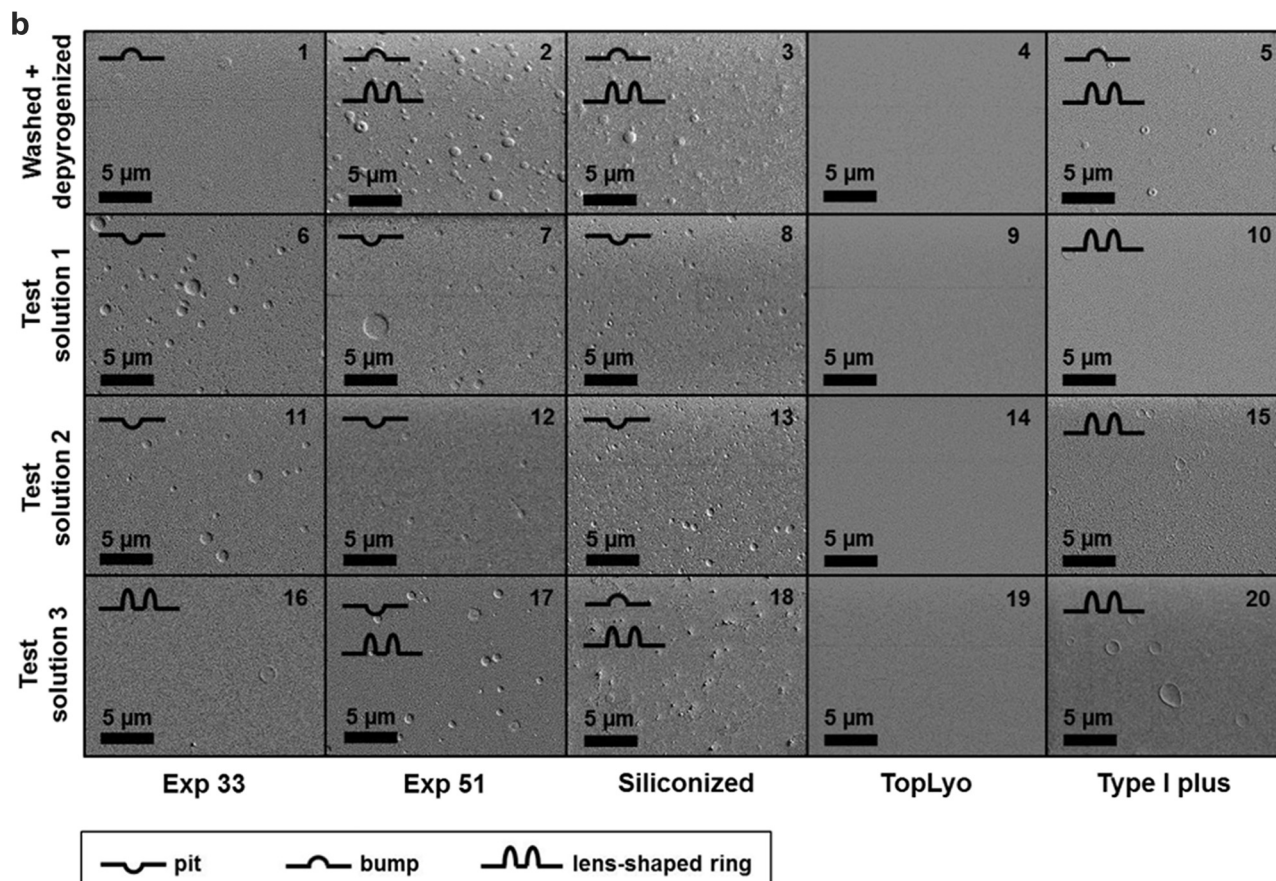 b
Washed +
depyrogenized
1
5 µm
2
5 µm
3
5 µm
4
5 µm
5
5 µm
Test
solution 1
6
5 µm
7
5 µm
8
5 µm
9
5 µm
10
5 µm
Test
solution 2
11
5 µm
12
5 µm
13
5 µm
14
5 µm
15
5 µm
Test
solution 3
16
5 µm
17
5 µm
18
5 µm
19
5 µm
20
5 µm
Exp 33 Exp 51 Siliconized TopLyo Type I plus
pit bump lens-shaped ring